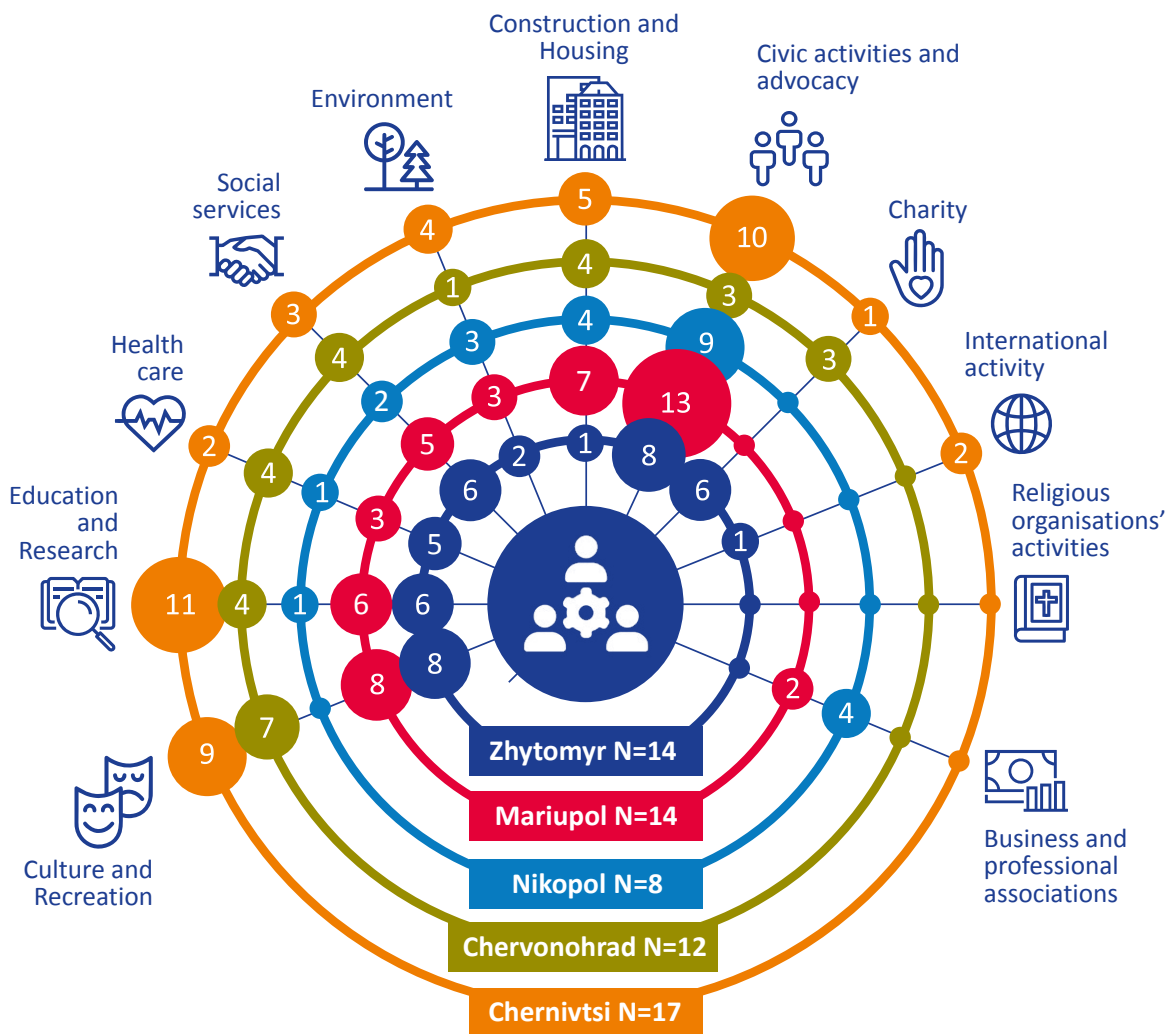 Construction and
Housing
Civic activities and
advocacy
Environment
Social
services
Charity
Health
care
International
activity
Education
and
Research
Religious
organisations'
activities
Culture and
Recreation
Business and
professional
associations
5
4
4
7
1
10
3
9
13
8
1
3
6
2
1
4
1
3
3
2
3
4
2
5
6
2
4
1
3
5
11
4
1
6
6
9
7
8
8
2
4
Zhytomyr N=14
Mariupol N=14
Nikopol N=8
Chervonohrad N=12
Chernivtsi N=17